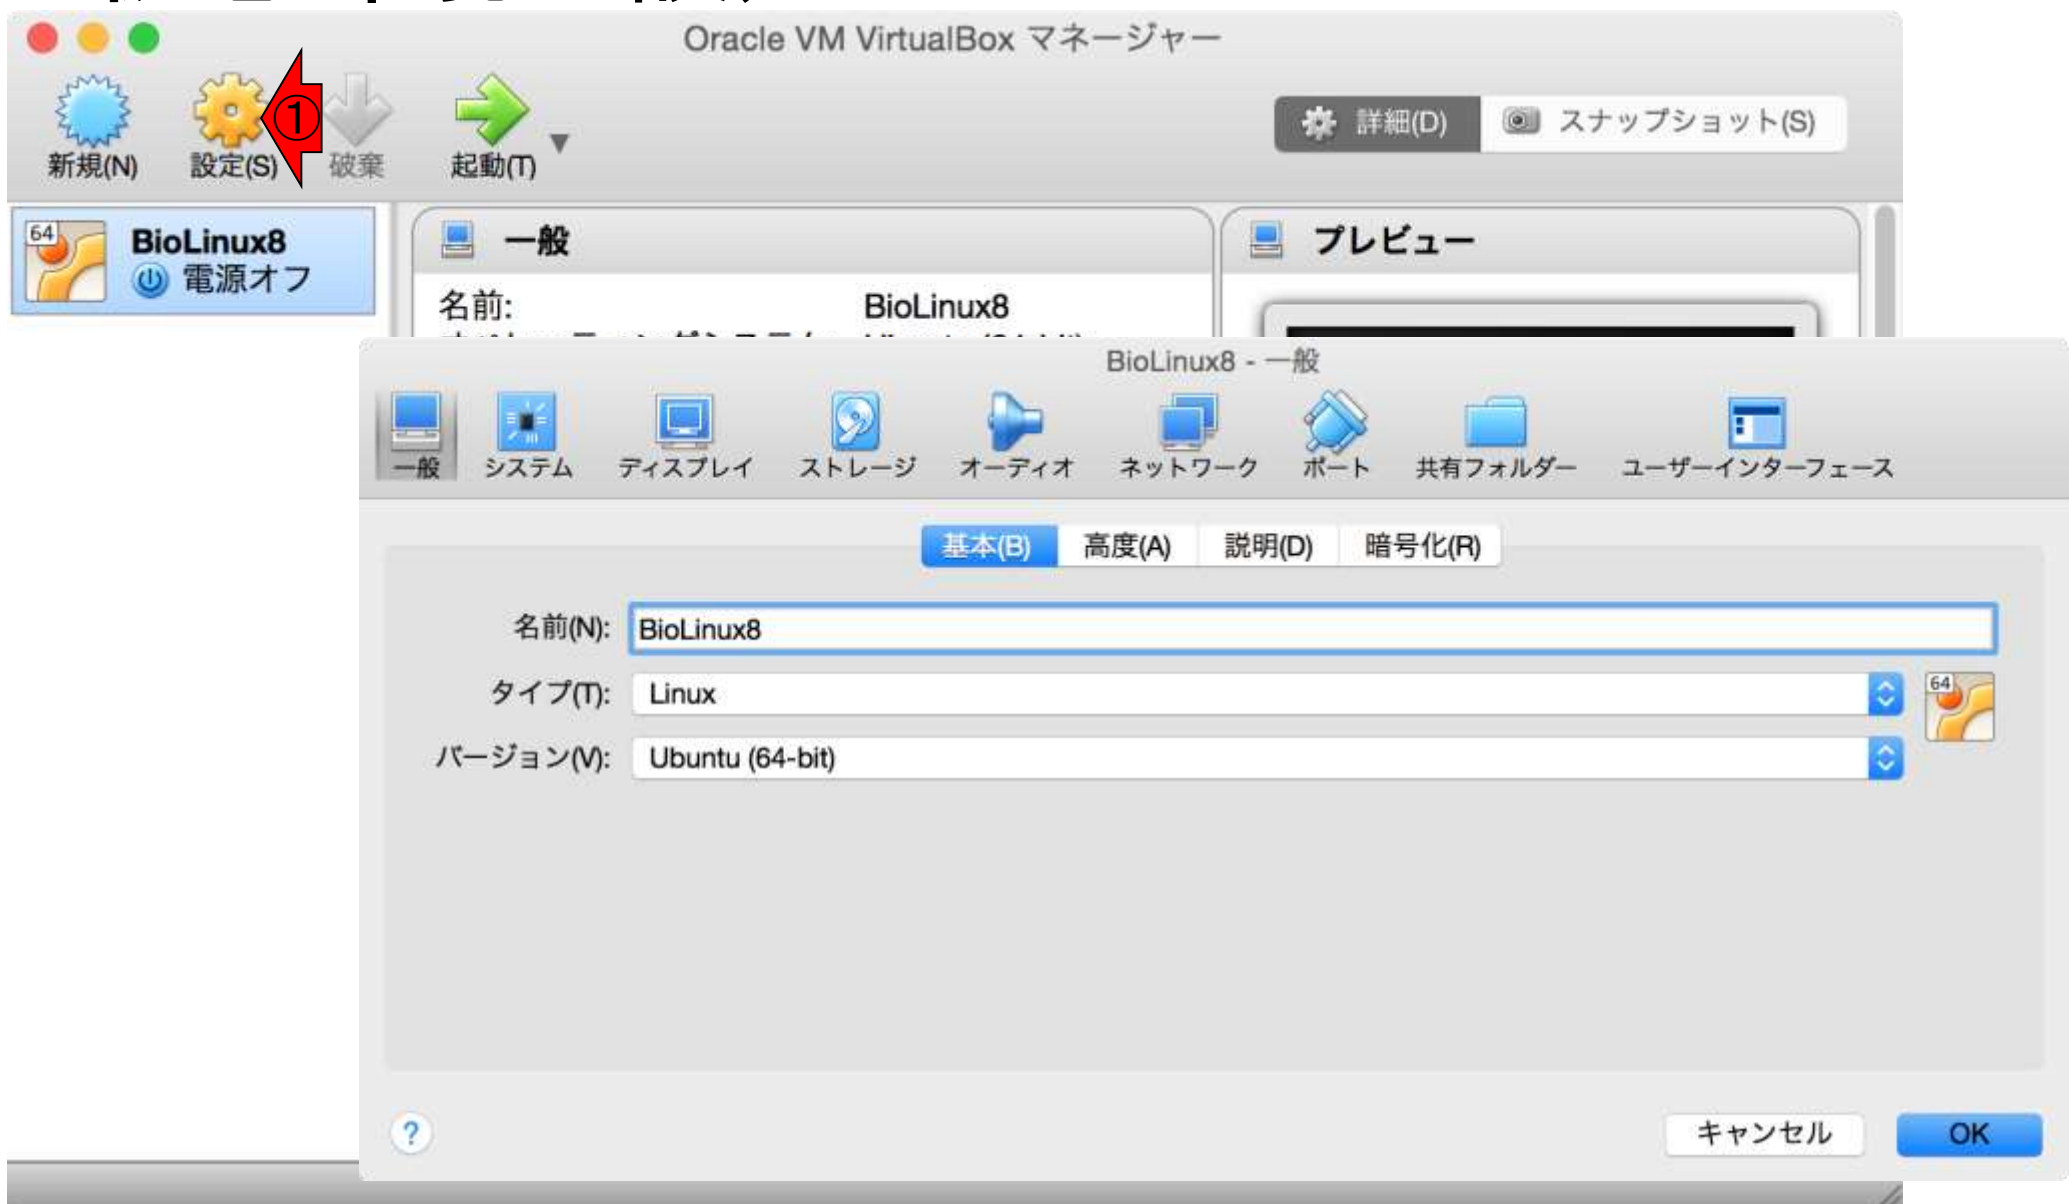 Oracle VM VirtualBox マネージャー
①
新規(N) 設定(S) 破棄 起動(T)
詳細(D) スナップショット(S)
64
BioLinux8
電源オフ
一般
プレビュー
名前: BioLinux8
BioLinux8 - 一般
一般 システム ディスプレイ ストレージ オーディオ ネットワーク ポート 共有フォルダー ユーザーインターフェース
基本(B) 高度(A) 説明(D) 暗号化(R)
名前(N): BioLinux8
タイプ(T): Linux
64
バージョン(V): Ubuntu (64-bit)
?
キャンセル OK